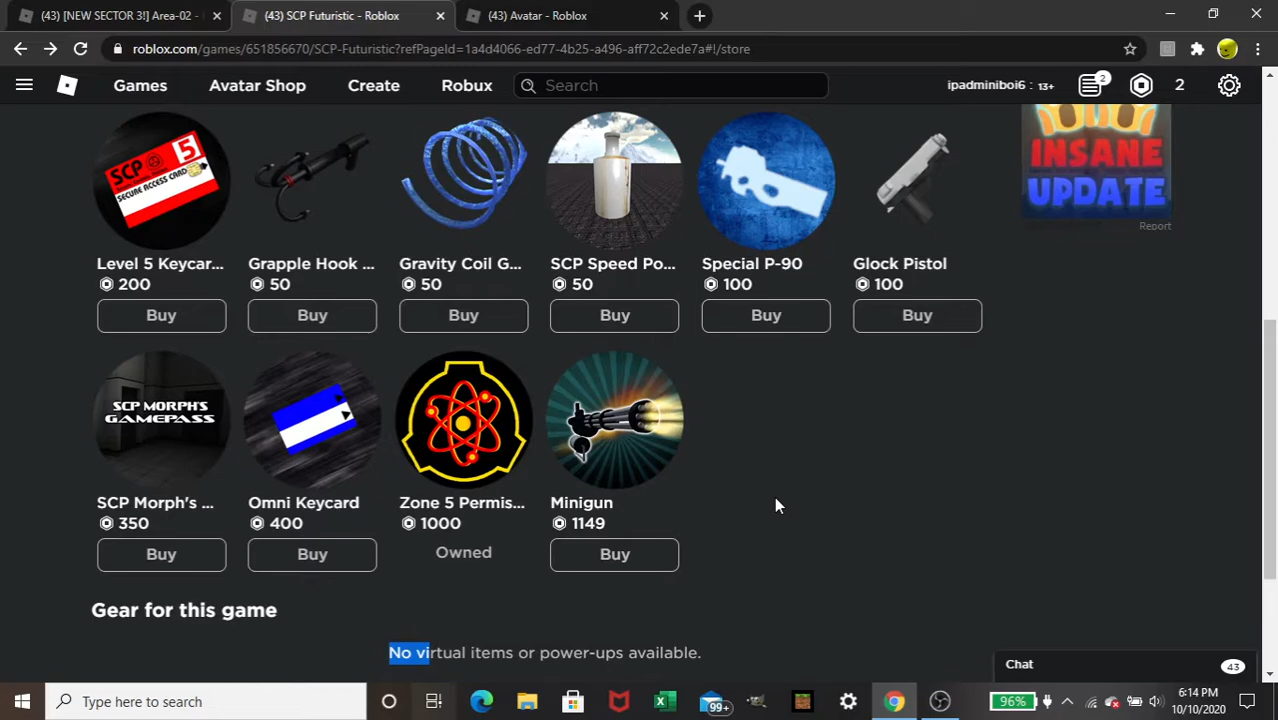 (43) [NEW SECTOR 3!] Area-02 - 
(43) SCP Futuristic - Roblox
(43) Avatar - Roblox
roblox.com/games/651856670/SCP-Futuristic?refPageId=1a4d4066-ed77-4b25-a496-aff72c2ede7a#!/store
Games Avatar Shop Create Robux Search ipadminiboi6 : 13+ 2 2
SCP 5
SECURE ACCESS CARD
INSANE
UPDATE
Report
Level 5 Keycar... Grapple Hook ... Gravity Coil G... SCP Speed Po... Special P-90 Glock Pistol
200 50 50 50 100 100
Buy Buy Buy Buy Buy Buy
SCP MORPH'S
GAMEPASS
SCP Morph's ... Omni Keycard Zone 5 Permis... Minigun
350 400 1000 1149
Buy Buy Owned Buy
Gear for this game
No virtual items or power-ups available.
Chat 43
Type here to search 99+ 96% 6:14 PM
10/10/2020